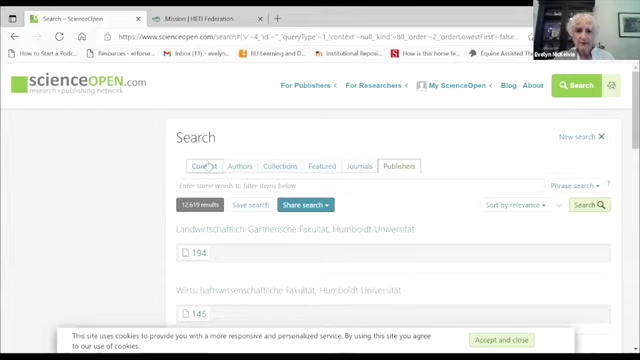 Search – ScienceOpen
Mission | HETI Federation
https://www.scienceopen.com/search#('v'~4_'id'~''_'queryType'~1_'context'~null_'kind'~80_'order'~2_'orderLowestFirst'~false...
How to Start a Podc...
Resources - eHome...
Inbox (7) - evelyn...
BU Learning and D...
Institutional Reposi...
How is this horse fe...
Equine Assisted The...
Evelyn McKelvie
scienceOPEN.com
research+publishing network
For Publishers
For Researchers
My ScienceOpen
Blog
About
Search
Search
New search
Authors
Collections
Featured
Journals
Publishers
Enter some words to filter items below
Phrase search
?
12,619 results
Save search
Share search
Sort by relevance
Search
Landwirtschaftlich-Gärtnerische Fakultät, Humboldt-Universität
194
Wirtschaftswissenschaftliche Fakultät, Humboldt-Universität
145
This site uses cookies to provide you with a more responsive and personalized service. By using this site you agree
to our use of cookies.
Accept and close